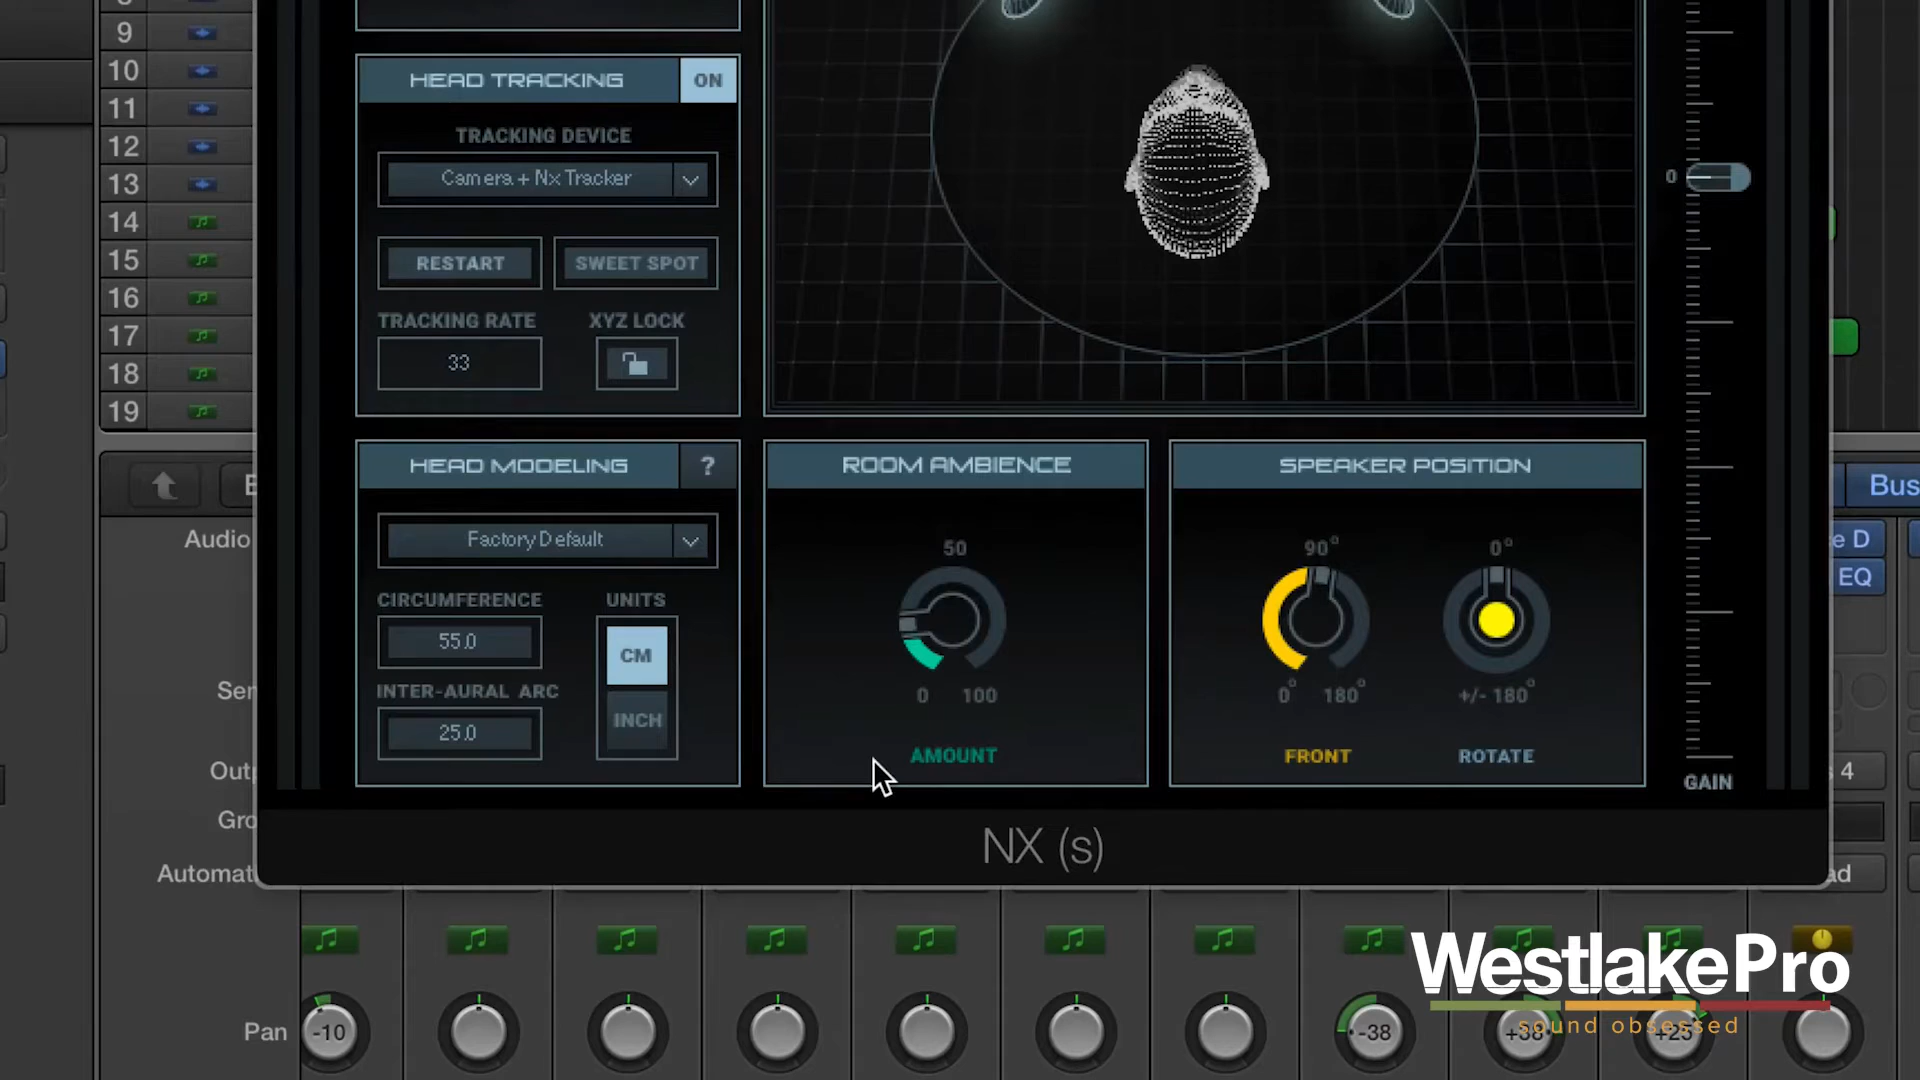 9
10
11
12
13
14
15
16
17
18
19
HEAD TRACKING
ON
TRACKING DEVICE
Camera + Nx Tracker
RESTART
SWEET SPOT
TRACKING RATE
XYZ LOCK
33
0
HEAD MODELING
?
Factory Default
CIRCUMFERENCE
UNITS
55.0
CM
INTER-AURAL ARC
25.0
INCH
ROOM AMBIENCE
50
0 100
AMOUNT
SPEAKER POSITION
90° 0°
0° 180° +/- 180°
FRONT ROTATE
GAIN
NX (s)
Audio
Pan
-10
-38
+38
+25
Bus
EQ
4
WestlakePro
sound obsessed